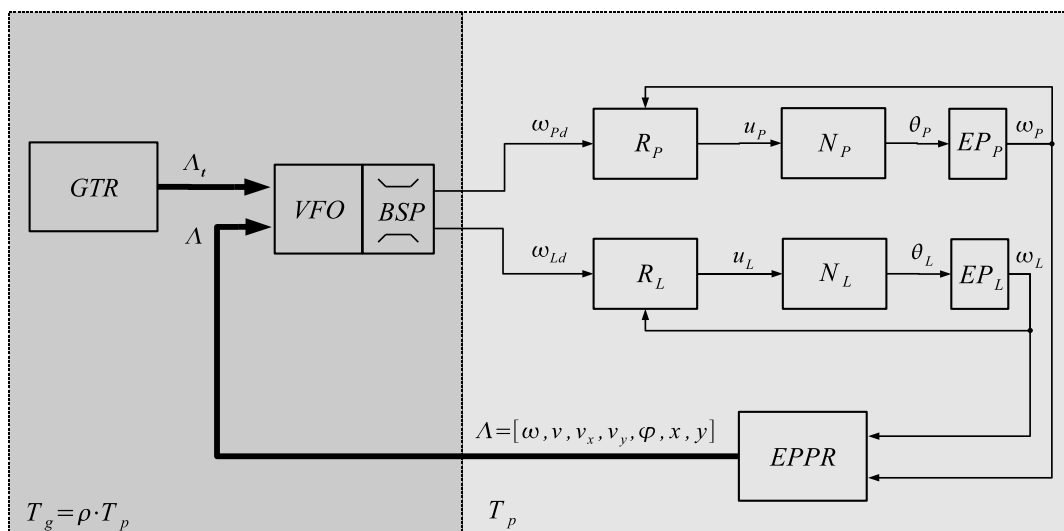 GTR
Λ_t
Λ
VFO
BSP
ω_Pd
R_P
u_P
N_P
θ_P
EP_P
ω_P
ω_Ld
R_L
u_L
N_L
θ_L
EP_L
ω_L
Λ=[ω,v,v_x,v_y,φ,x,y]
EPPR
T_g=ρ·T_p
T_p